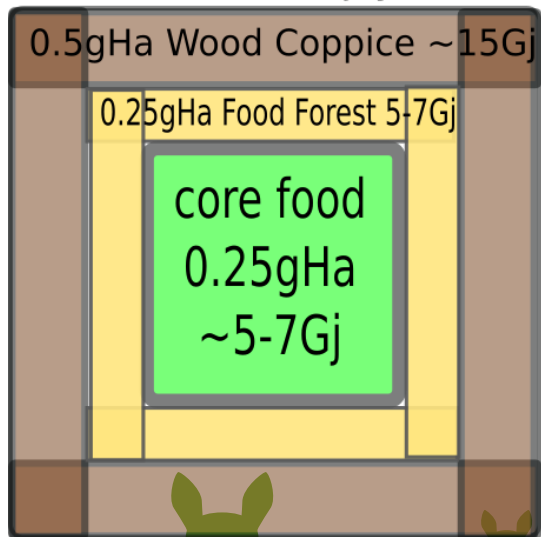 0.5gHa Wood Coppice ~15Gj
0.25gHa Food Forest 5-7Gj
core food
0.25gHa
~5-7Gj